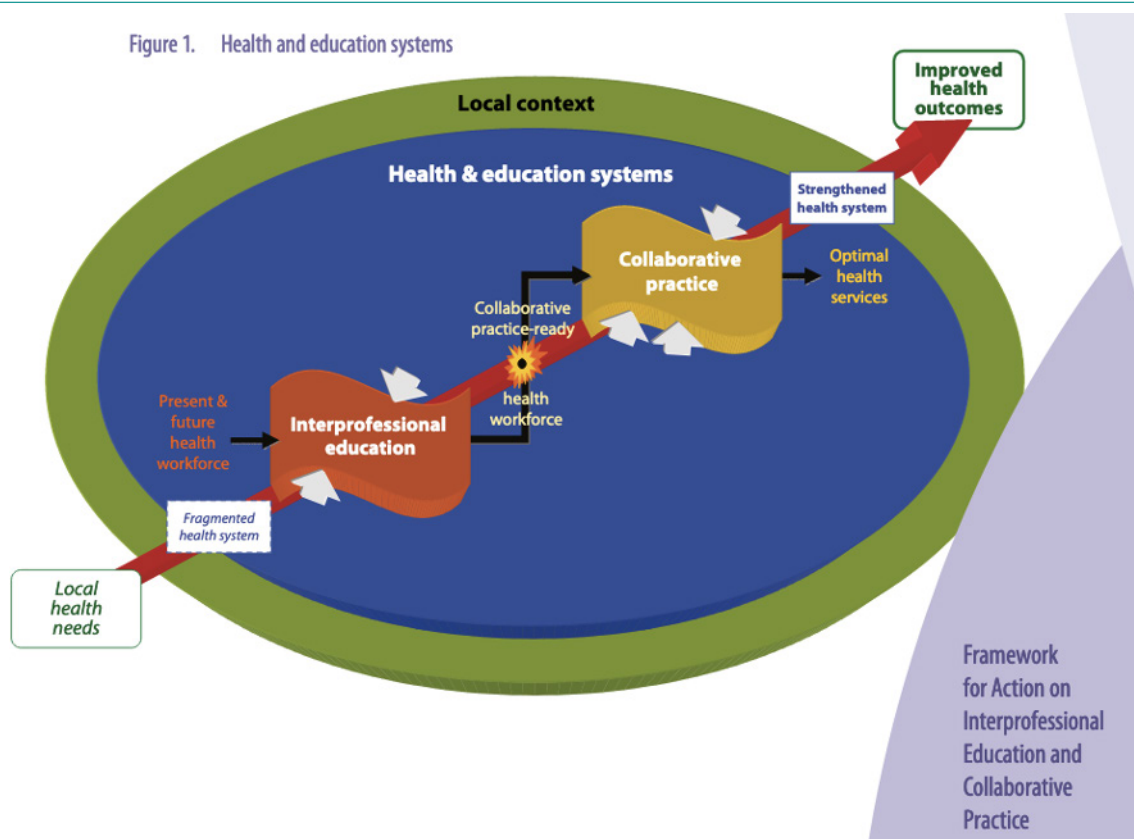 Figure 1. Health and education systems
Improved
health
outcomes
Local context
Health & education systems
Strengthened
health system
Collaborative
practice
Optimal
health
services
Collaborative
practice-ready
health
workforce
Present &
future
health
workforce
Interprofessional
education
Fragmented
health system
Local
health
needs
Framework
for Action on
Interprofessional
Education and
Collaborative
Practice